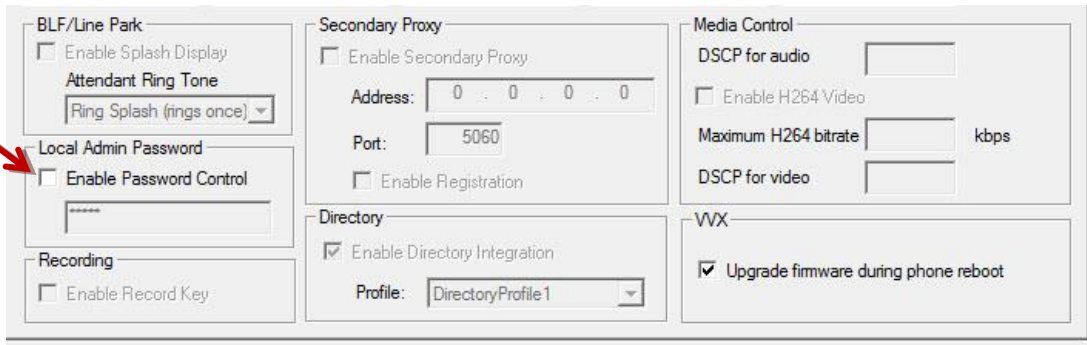 BLF/Line Park
Enable Splash Display
Attendant Ring Tone
Ring Splash (rings once)
Local Admin Password
Enable Password Control
*****
Recording
Enable Record Key
Secondary Proxy
Enable Secondary Proxy
Address: 0 . 0 . 0 . 0
Port: 5060
Enable Registration
Directory
Enable Directory Integration
Profile: DirectoryProfile1
Media Control
DSCP for audio
Enable H264 Video
Maximum H264 bitrate kbps
DSCP for video
VVX
Upgrade firmware during phone reboot